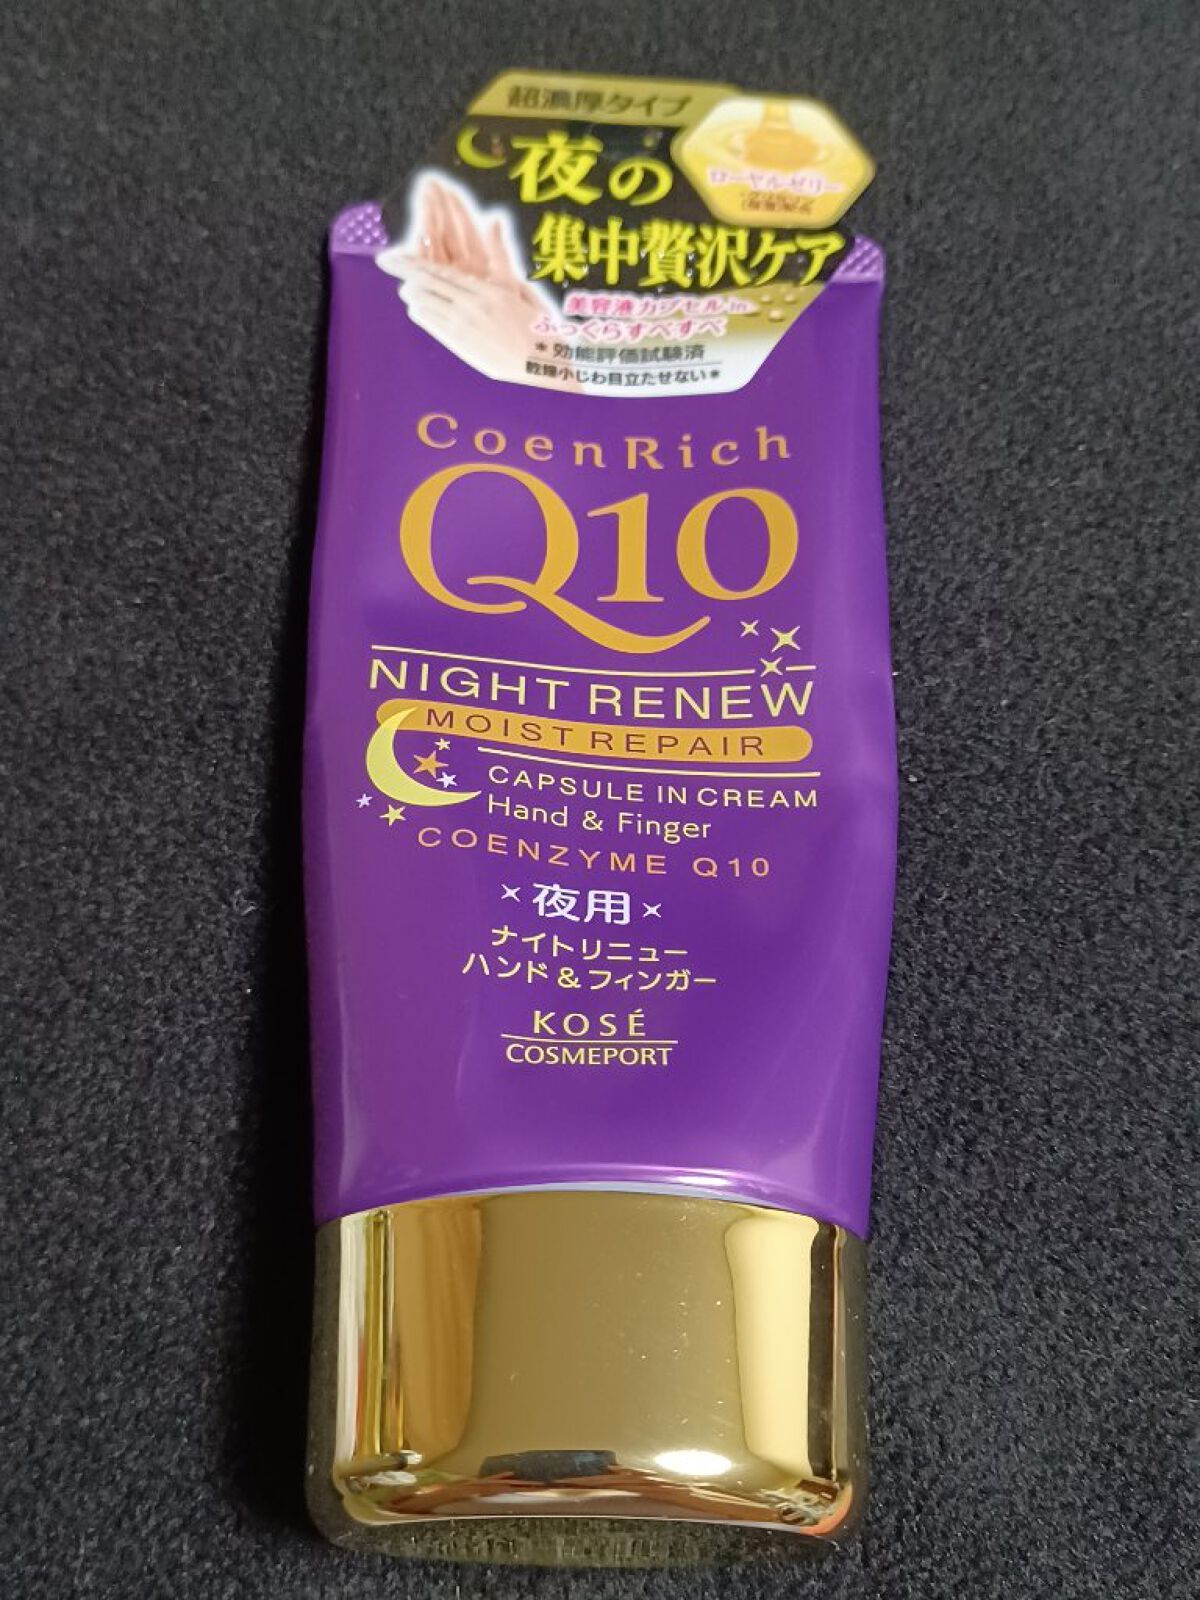 超濃厚タイプ
夜の
集中贅沢ケア
ローヤルゼリー
美容液カプセルin
ふっくらすべすべ
*効能評価試験済
乾燥小じわ目立たせない*
CoenRich
Q10
NIGHT RENEW
MOIST REPAIR
CAPSULE IN CREAM
Hand & Finger
COENZYME Q10
夜用
ナイトリニュー
ハンド&フィンガー
KOSÉ
COSMEPORT